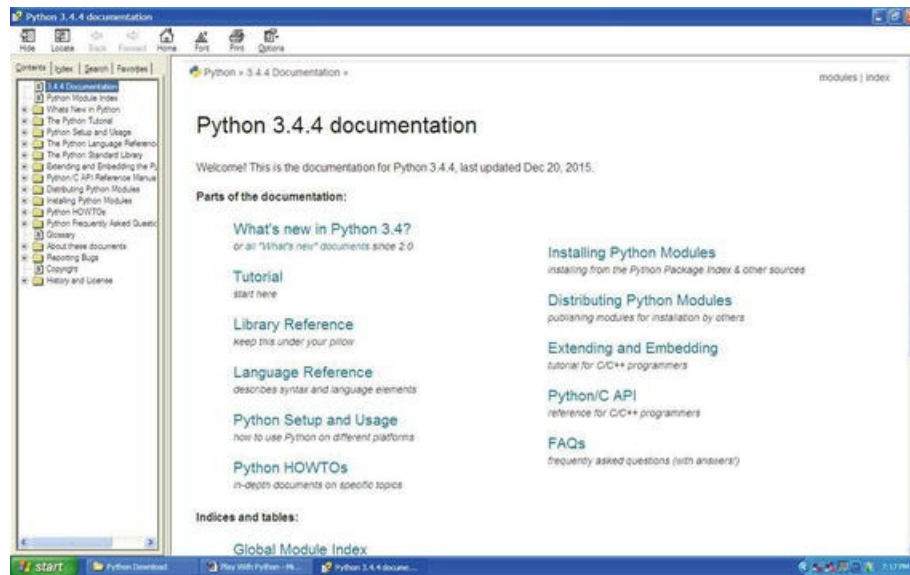 Python 3.4.4 documentation
Hide Locate Back Forward Home Font Print Options
Contents Index Search Favorites
3.4.4 Documentation
Python Module Index
Whats New in Python
The Python Tutorial
Python Setup and Usage
The Python Language Referenc
The Python Standard Library
Extending and Embedding the Py
Python/C API Reference Manua
Distributing Python Modules
Installing Python Modules
Python HOWTOs
Python Frequently Asked Questic
Glossary
About these documents
Reporting Bugs
Copyright
History and License
Python » 3.4.4 Documentation »
modules | index
Python 3.4.4 documentation
Welcome! This is the documentation for Python 3.4.4, last updated Dec 20, 2015.
Parts of the documentation:
What's new in Python 3.4?
or all "What's new" documents since 2.0
Tutorial
start here
Library Reference
keep this under your pillow
Language Reference
describes syntax and language elements
Python Setup and Usage
how to use Python on different platforms
Python HOWTOs
in-depth documents on specific topics
Installing Python Modules
installing from the Python Package Index & other sources
Distributing Python Modules
publishing modules for installation by others
Extending and Embedding
tutorial for C/C++ programmers
Python/C API
reference for C/C++ programmers
FAQs
frequently asked questions (with answers!)
Indices and tables:
Global Module Index
start
Python Download
Play With Python - Mi...
Python 3.4.4 docume...
7:17 PM